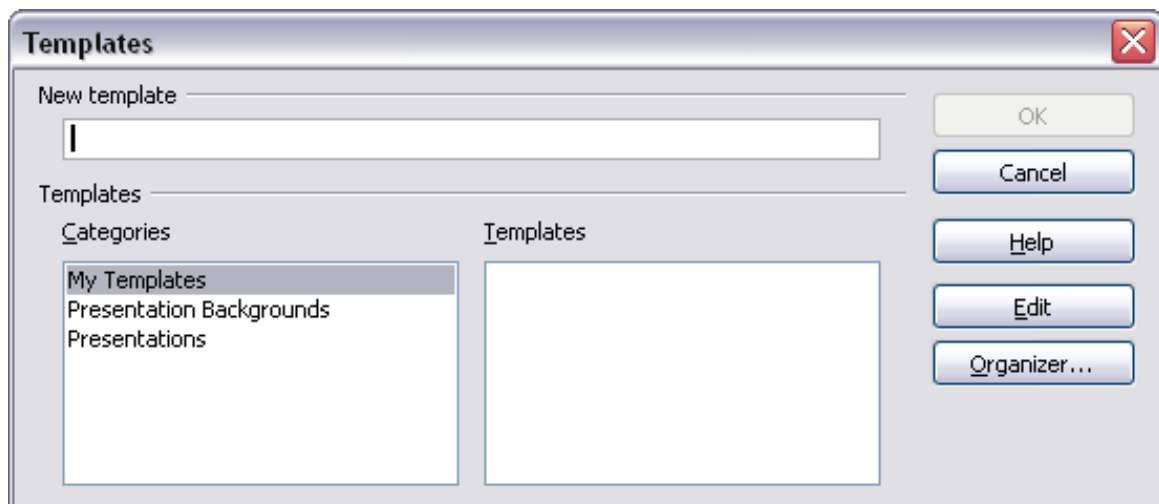 Templates
New template
OK
Cancel
Templates
Categories
Templates
Help
My Templates
Presentation Backgrounds
Presentations
Edit
Organizer...